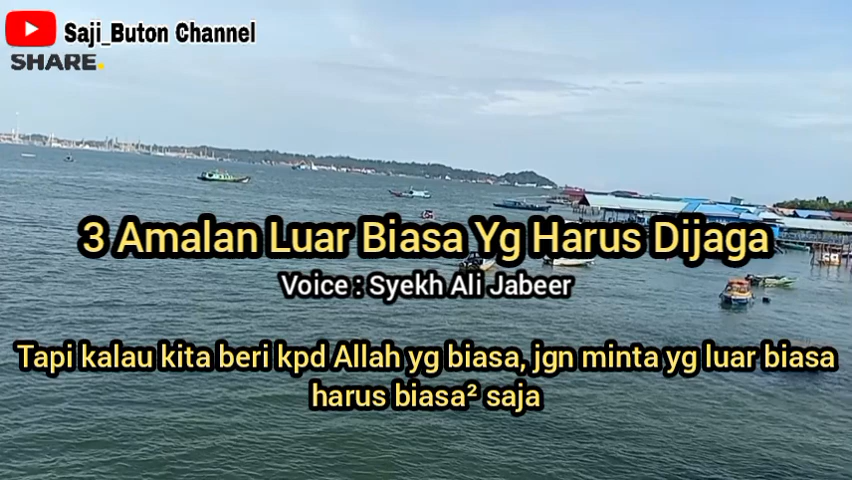 Saji_Buton Channel
SHARE.
3 Amalan Luar Biasa Yg Harus Dijaga
Voice : Syekh Ali Jabeer
Tapi kalau kita beri kpd Allah yg biasa, jgn minta yg luar biasa
harus biasa² saja